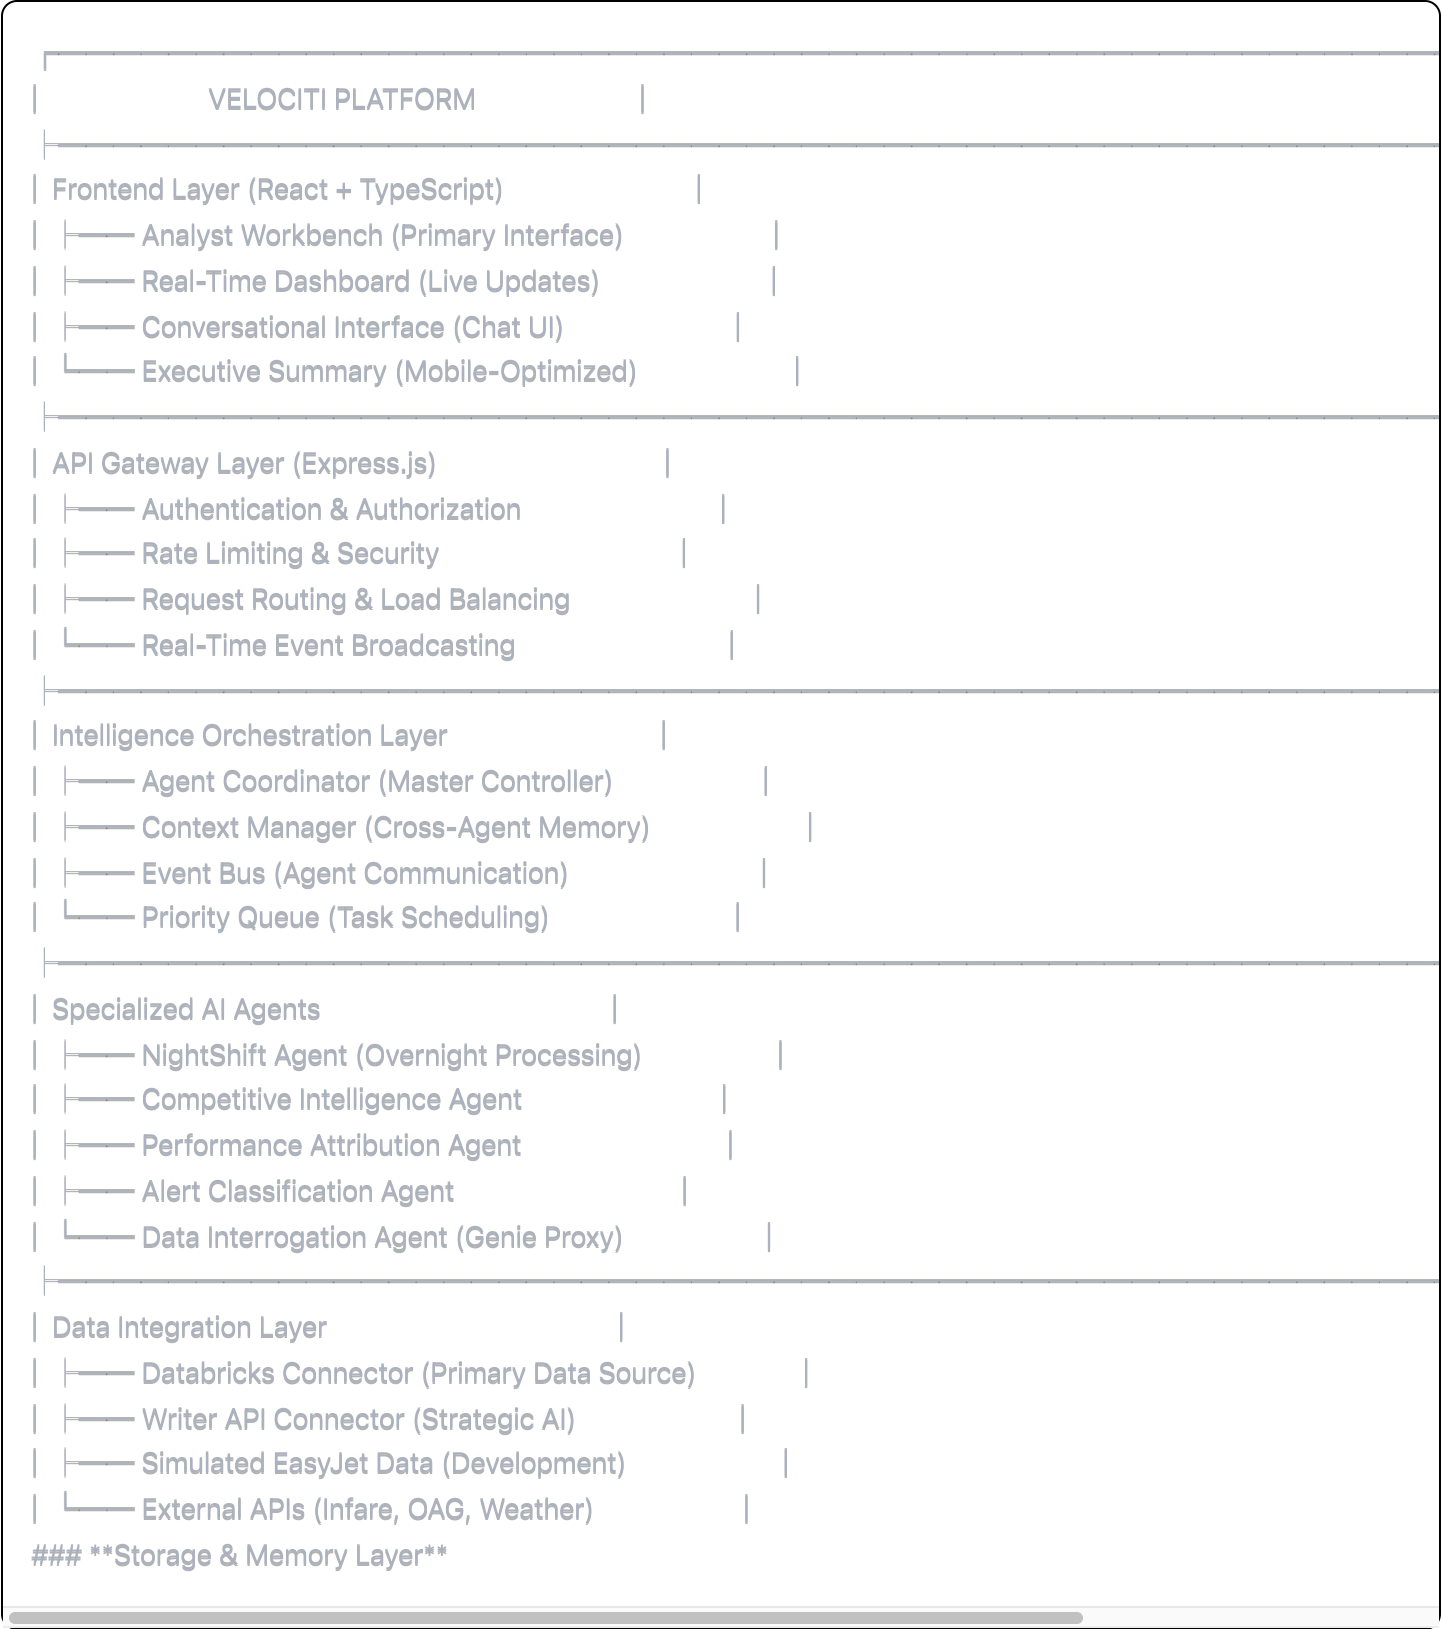 ┌────────────────────────────────────────────────────
│ VELOCITI PLATFORM │
├────────────────────────────────────────────────────
│ Frontend Layer (React + TypeScript) │
│ ├── Analyst Workbench (Primary Interface) │
│ ├── Real-Time Dashboard (Live Updates) │
│ ├── Conversational Interface (Chat UI) │
│ └── Executive Summary (Mobile-Optimized) │
├────────────────────────────────────────────────────
│ API Gateway Layer (Express.js) │
│ ├── Authentication & Authorization │
│ ├── Rate Limiting & Security │
│ ├── Request Routing & Load Balancing │
│ └── Real-Time Event Broadcasting │
├────────────────────────────────────────────────────
│ Intelligence Orchestration Layer │
│ ├── Agent Coordinator (Master Controller) │
│ ├── Context Manager (Cross-Agent Memory) │
│ ├── Event Bus (Agent Communication) │
│ └── Priority Queue (Task Scheduling) │
├────────────────────────────────────────────────────
│ Specialized AI Agents │
│ ├── NightShift Agent (Overnight Processing) │
│ ├── Competitive Intelligence Agent │
│ ├── Performance Attribution Agent │
│ ├── Alert Classification Agent │
│ └── Data Interrogation Agent (Genie Proxy) │
├────────────────────────────────────────────────────
│ Data Integration Layer │
│ ├── Databricks Connector (Primary Data Source) │
│ ├── Writer API Connector (Strategic AI) │
│ ├── Simulated EasyJet Data (Development) │
│ └── External APIs (Infare, OAG, Weather) │
### **Storage & Memory Layer**